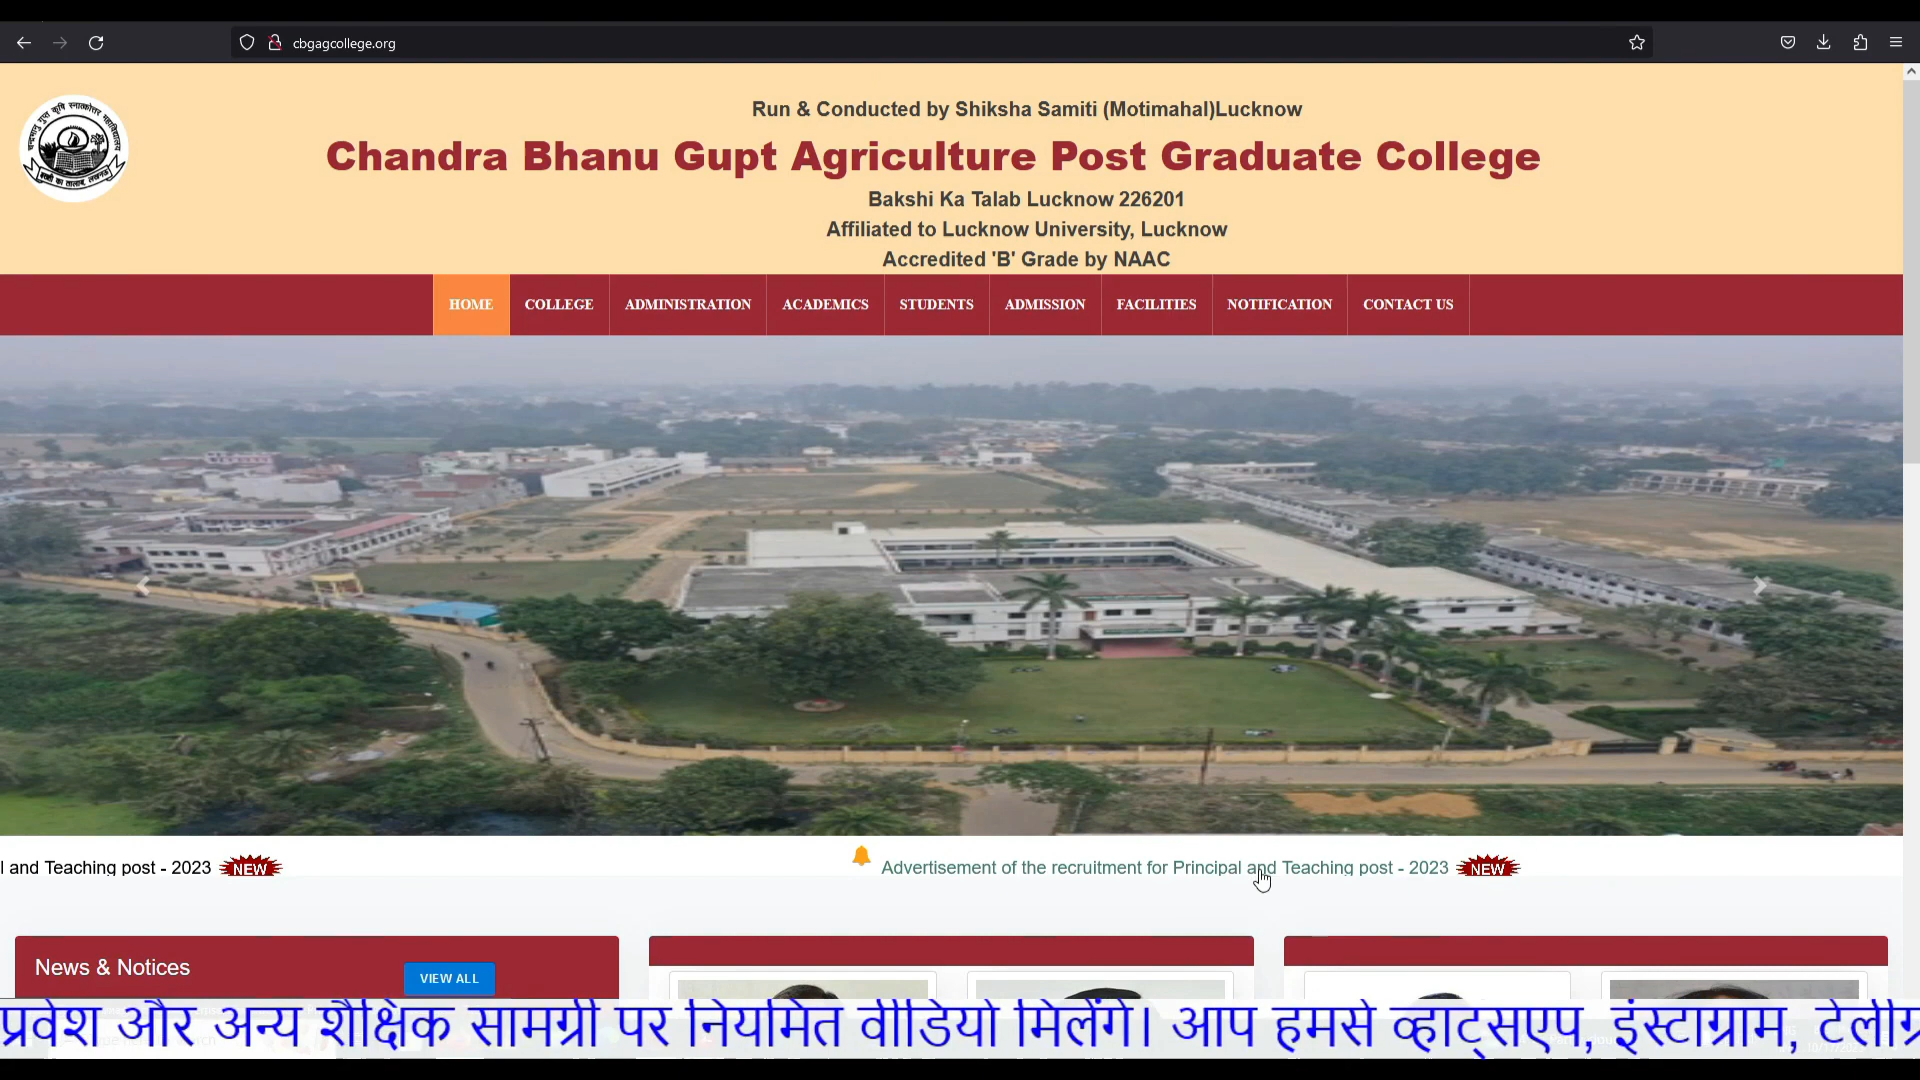 cbgagcollege.org
Run & Conducted by Shiksha Samiti (Motimahal)Lucknow
Chandra Bhanu Gupt Agriculture Post Graduate College
Bakshi Ka Talab Lucknow 226201
Affiliated to Lucknow University, Lucknow
Accredited 'B' Grade by NAAC
HOME COLLEGE ADMINISTRATION ACADEMICS STUDENTS ADMISSION FACILITIES NOTIFICATION CONTACT US
l and Teaching post - 2023 NEW
Advertisement of the recruitment for Principal and Teaching post - 2023 NEW
News & Notices
VIEW ALL
प्रवेश और अन्य शैक्षिक सामग्री पर नियमित वीडियो मिलेंगे। आप हमसे व्हाट्सएप, इंस्टाग्राम,